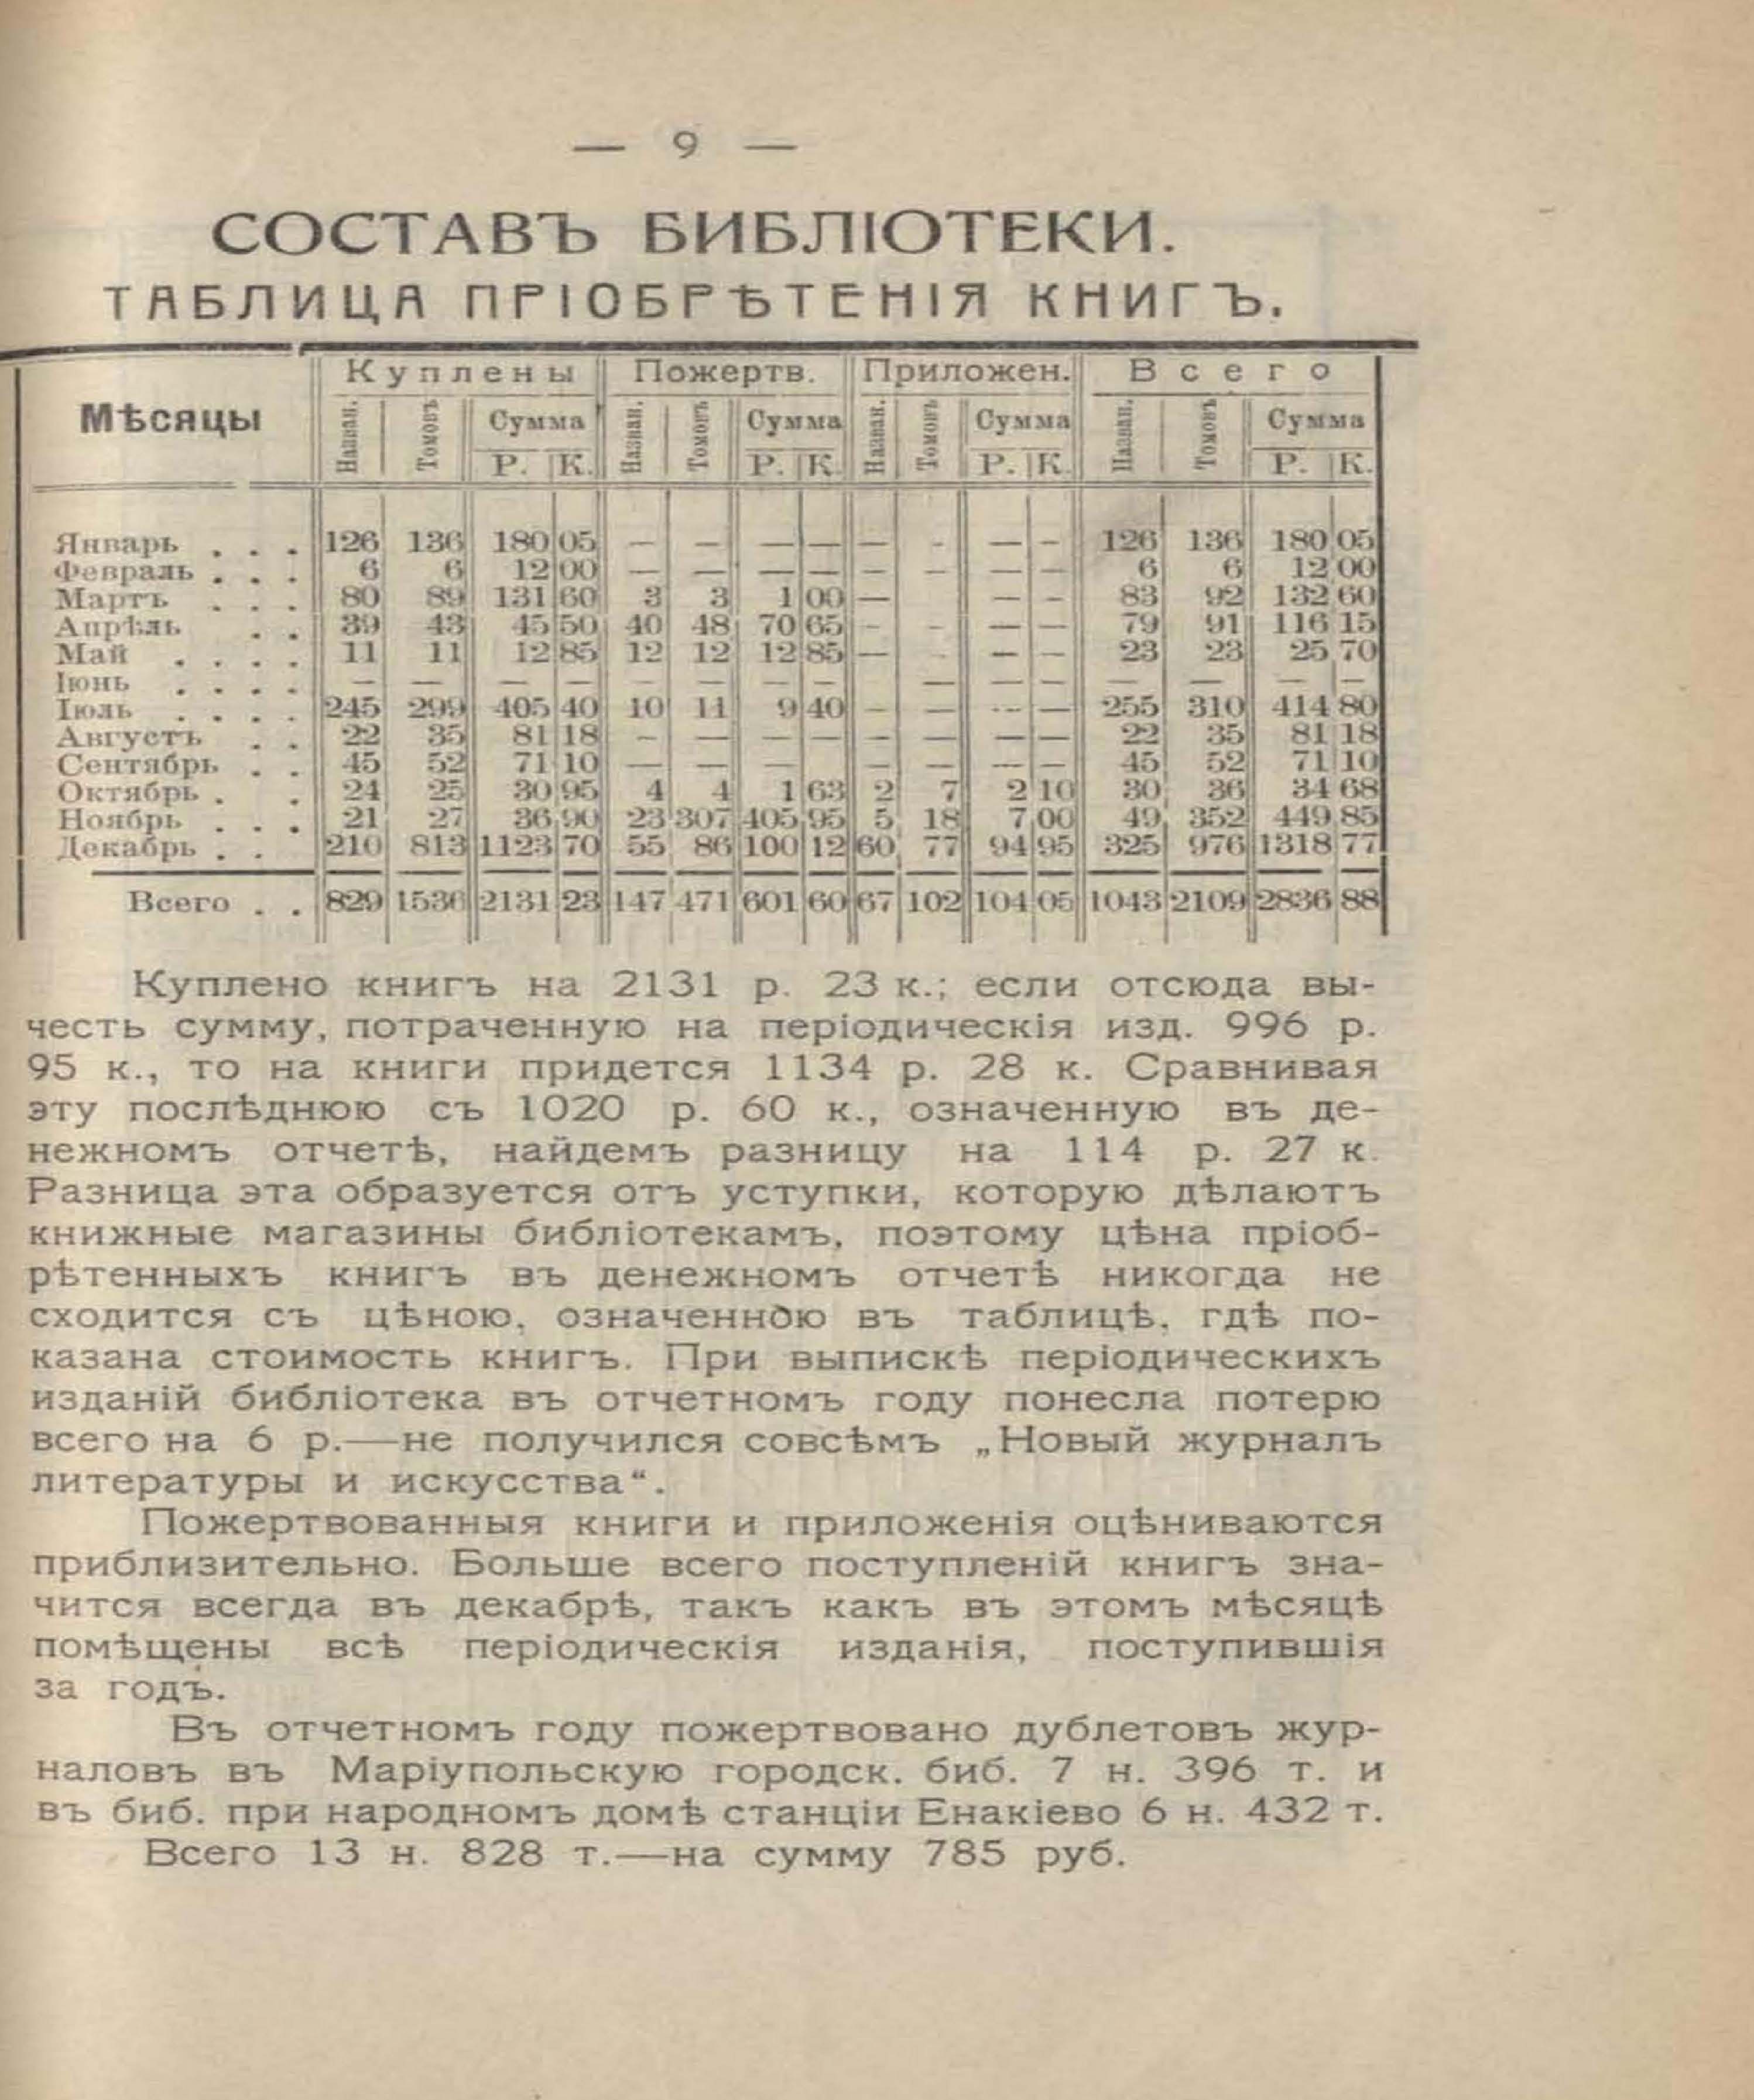 — 9 —
СОСТАВЪ БИБЛІОТЕКИ.
ТАБЛИЦА ПРІОБРѢТЕНІЯ КНИГЪ.
Мѣсяцы Куплены Пожертв. Приложен. Всего
Назван. Томовъ Сумма Назван. Томовъ Сумма Назван. Томовъ Сумма Назван. Томовъ Сумма
Р. К. Р. К. Р. К. Р. К.
Январь . . . 126 136 180 05 — — — — — - — - 126 136 180 05
Февраль . . . 6 6 12 00 — — — — — - — - 6 6 12 00
Мартъ . . . 80 89 131 60 3 3 1 00 — — - 83 92 132 60
Апрѣль . . 39 43 45 50 40 48 70 65 - - — - 79 91 116 15
Май . . . . 11 11 12 85 12 12 12 85 — - — - 23 23 25 70
Іюнь . . . . — — — — — — — — — — — — — — —
Іюль . . . . 245 299 405 40 10 11 9 40 - — — — 255 310 414 80
Августъ . . 22 35 81 18 — — — — — — — — 22 35 81 18
Сентябрь . . 45 52 71 10 — — — — — — — — 45 52 71 10
Октябрь . . 24 25 30 95 4 4 1 63 2 7 2 10 30 36 34 68
Ноябрь . . . 21 27 36 90 23 307 405 95 5 18 7 00 49 352 449 85
Декабрь . . 210 813 1123 70 55 86 100 12 60 77 94 95 325 976 1318 77
Всего . . 829 1536 2131 23 147 471 601 60 67 102 104 05 1043 2109 2836 88
Куплено книгъ на 2131 р. 23 к.; если отсюда вы-
честь сумму, потраченную на періодическія изд. 996 р.
95 к., то на книги придется 1134 р. 28 к. Сравнивая
эту послѣднюю съ 1020 р. 60 к., означенную въ де-
нежномъ отчетѣ, найдемъ разницу на 114 р. 27 к.
Разница эта образуется отъ уступки, которую дѣлаютъ
книжные магазины библіотекамъ, поэтому цѣна пріоб-
рѣтенныхъ книгъ въ денежномъ отчетѣ никогда не
сходится съ цѣною, означенною въ таблицѣ, гдѣ по-
казана стоимость книгъ. При выпискѣ періодическихъ
изданій библіотека въ отчетномъ году понесла потерю
всего на 6 р.—не получился совсѣмъ „Новый журналъ
литературы и искусства“.
Пожертвованныя книги и приложенія оцѣниваются
приблизительно. Больше всего поступленій книгъ зна-
чится всегда въ декабрѣ, такъ какъ въ этомъ мѣсяцѣ
помѣщены всѣ періодическія изданія, поступившія
за годъ.
Въ отчетномъ году пожертвовано дублетовъ жур-
наловъ въ Маріупольскую городск. биб. 7 н. 396 т. и
въ биб. при народномъ домѣ станціи Енакіево 6 н. 432 т.
Всего 13 н. 828 т.—на сумму 785 руб.